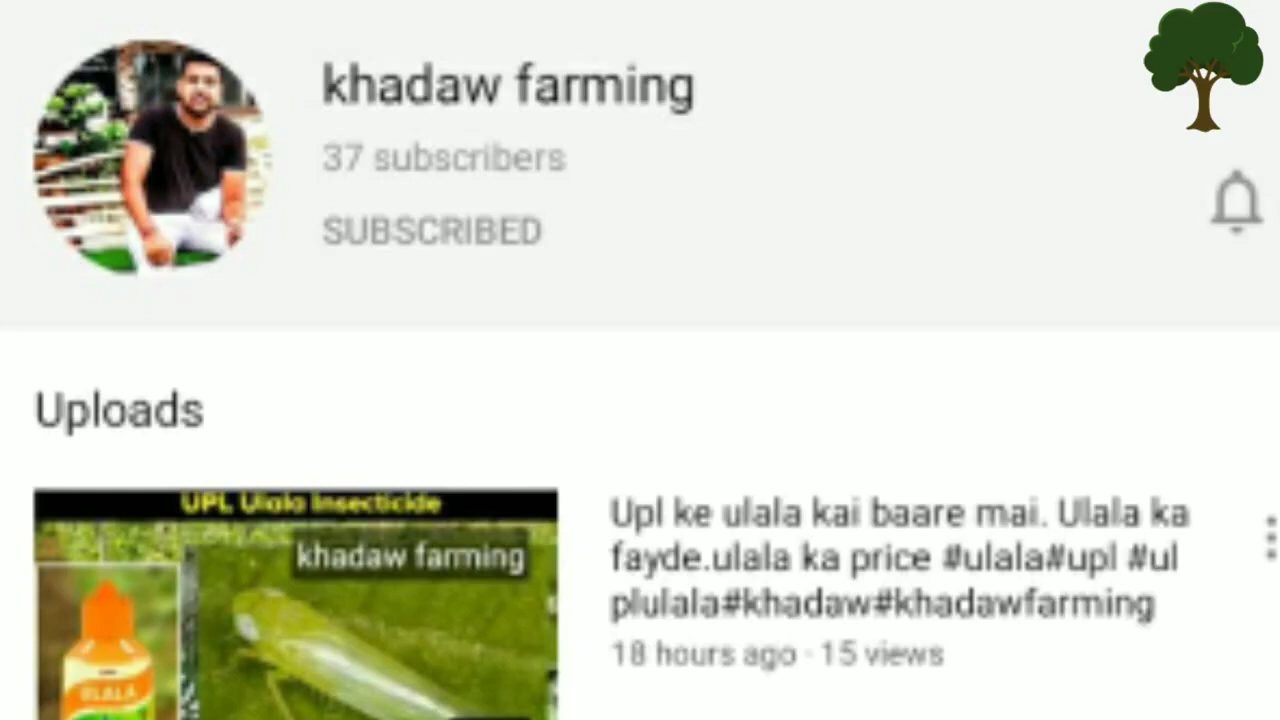 khadaw farming
37 subscribers
SUBSCRIBED
Uploads
UPL Ulala Insecticide
khadaw farming
ULALA
Upl ke ulala kai baare mai. Ulala ka
fayde.ulala ka price #ulala#upl #ul
plulala#khadaw#khadawfarming
18 hours ago · 15 views